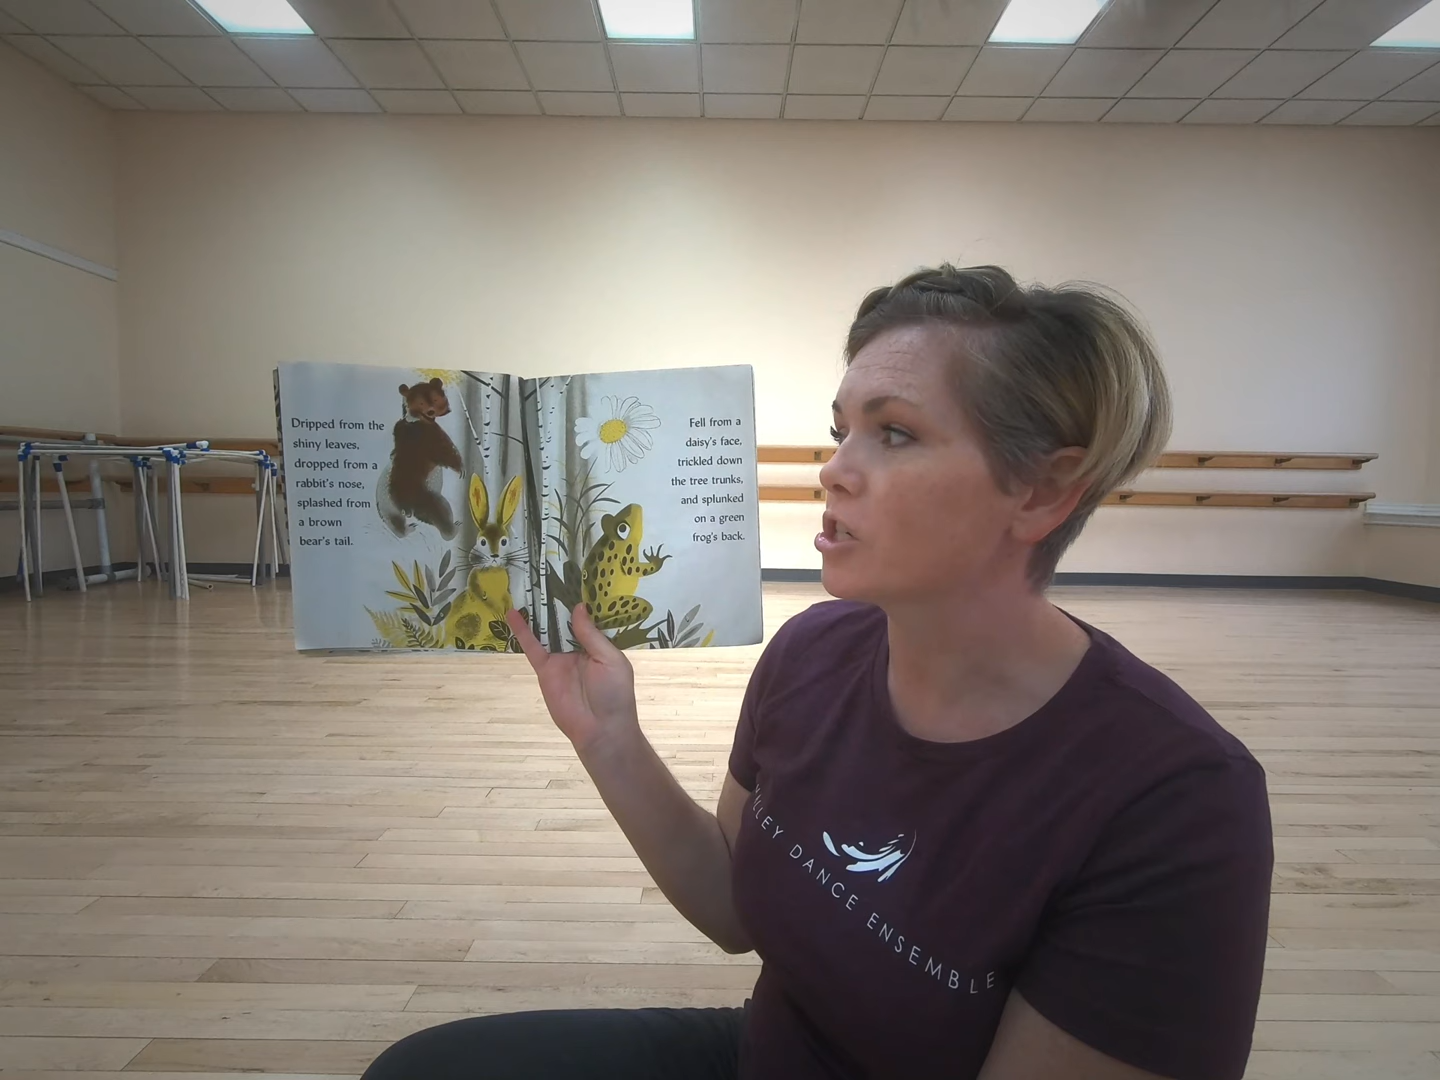 Dripped from the
shiny leaves,
dropped from a
rabbit's nose,
splashed from
a brown
bear's tail.
Fell from a
daisy's face,
trickled down
the tree trunks,
and splunked
on a green
frog's back.
DANCE ENSEMBLE